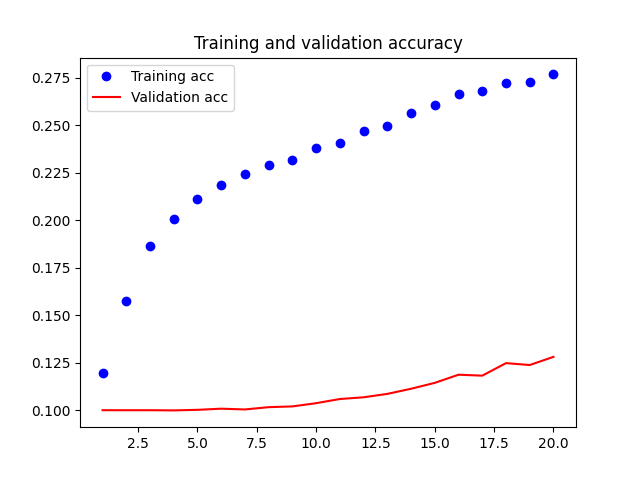 Training and validation accuracy
Training acc
Validation acc
0.275
0.250
0.225
0.200
0.175
0.150
0.125
0.100
2.5 5.0 7.5 10.0 12.5 15.0 17.5 20.0